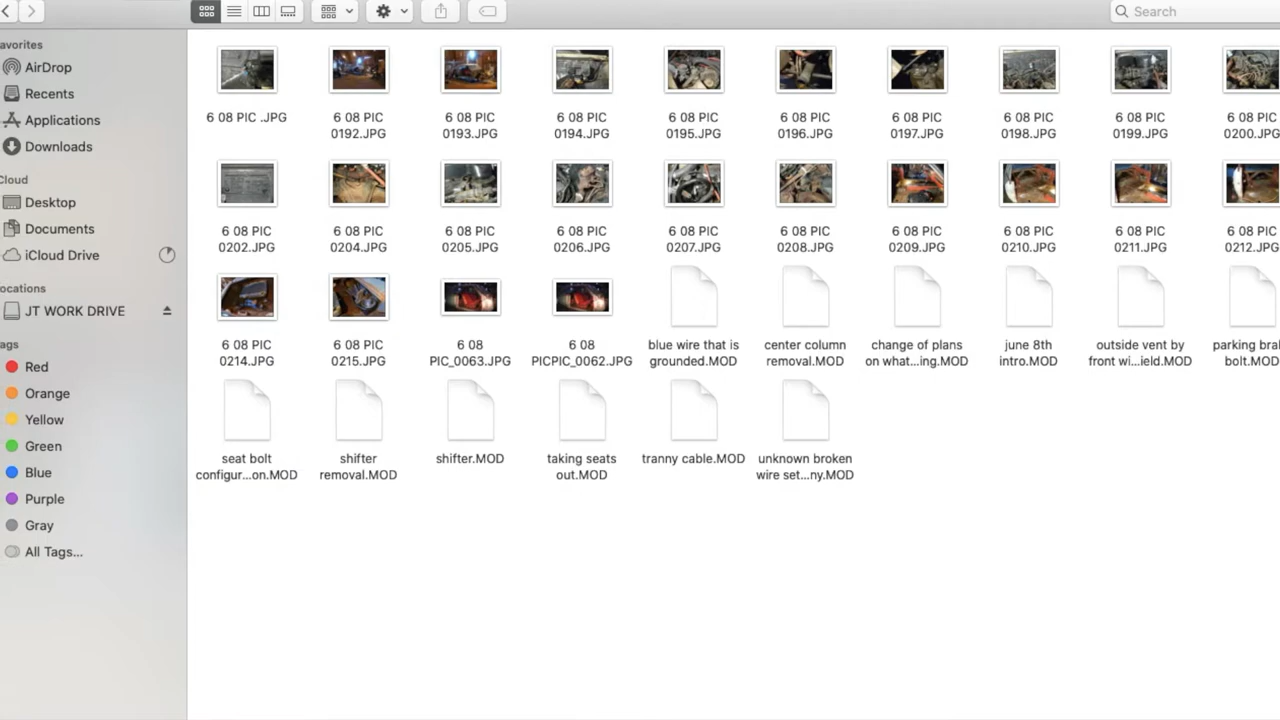 Search
avorites
AirDrop
Recents
Applications
Downloads
Cloud
Desktop
Documents
iCloud Drive
ocations
JT WORK DRIVE
ags
Red
Orange
Yellow
Green
Blue
Purple
Gray
All Tags...
6 08 PIC .JPG
6 08 PIC
0192.JPG
6 08 PIC
0193.JPG
6 08 PIC
0194.JPG
6 08 PIC
0195.JPG
6 08 PIC
0196.JPG
6 08 PIC
0197.JPG
6 08 PIC
0198.JPG
6 08 PIC
0199.JPG
6 08 PIC
0200.JPG
6 08 PIC
0202.JPG
6 08 PIC
0204.JPG
6 08 PIC
0205.JPG
6 08 PIC
0206.JPG
6 08 PIC
0207.JPG
6 08 PIC
0208.JPG
6 08 PIC
0209.JPG
6 08 PIC
0210.JPG
6 08 PIC
0211.JPG
6 08 PIC
0212.JPG
6 08 PIC
0214.JPG
6 08 PIC
0215.JPG
6 08
PIC_0063.JPG
6 08
PICPIC_0062.JPG
blue wire that is
grounded.MOD
center column
removal.MOD
change of plans
on what...ing.MOD
june 8th
intro.MOD
outside vent by
front wi...ield.MOD
parking bral
bolt.MOD
seat bolt
configur...on.MOD
shifter
removal.MOD
shifter.MOD
taking seats
out.MOD
tranny cable.MOD
unknown broken
wire set...ny.MOD